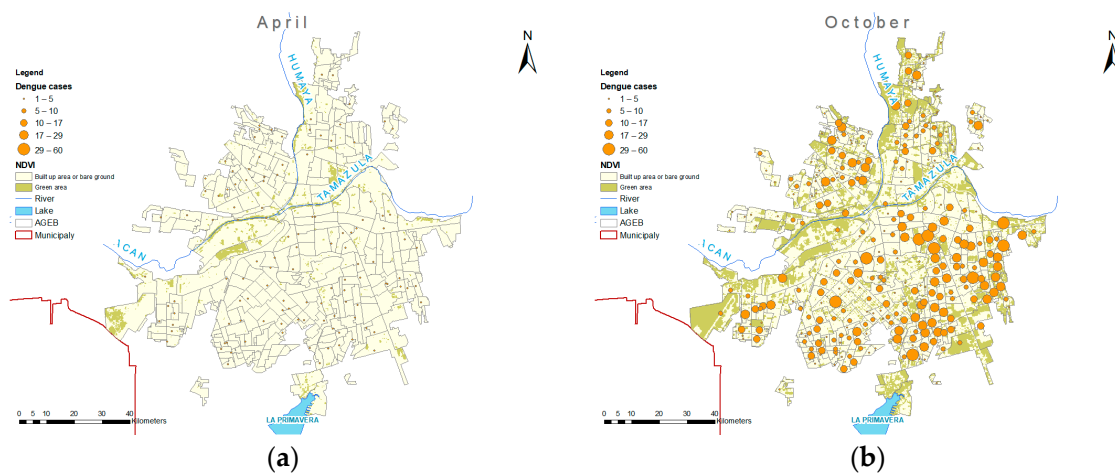 April
N
HUMAYA
Legend
Dengue cases
1 – 5
5 – 10
10 – 17
17 – 29
29 – 60
NDVI
Built up area or bare ground
Green area
River
Lake
AGEB
Municipaly
TAMAZULA
ICAN
0 5 10 20 30 40
Kilometers
LA PRIMAVERA
(a)
October
N
HUMAYA
Legend
Dengue cases
1 – 5
5 – 10
10 – 17
17 – 29
29 – 60
NDVI
Built up area or bare ground
Green area
River
Lake
AGEB
Municipaly
TAMAZULA
ICAN
0 5 10 20 30 40
Kilometers
LA PRIMAVERA
(b)